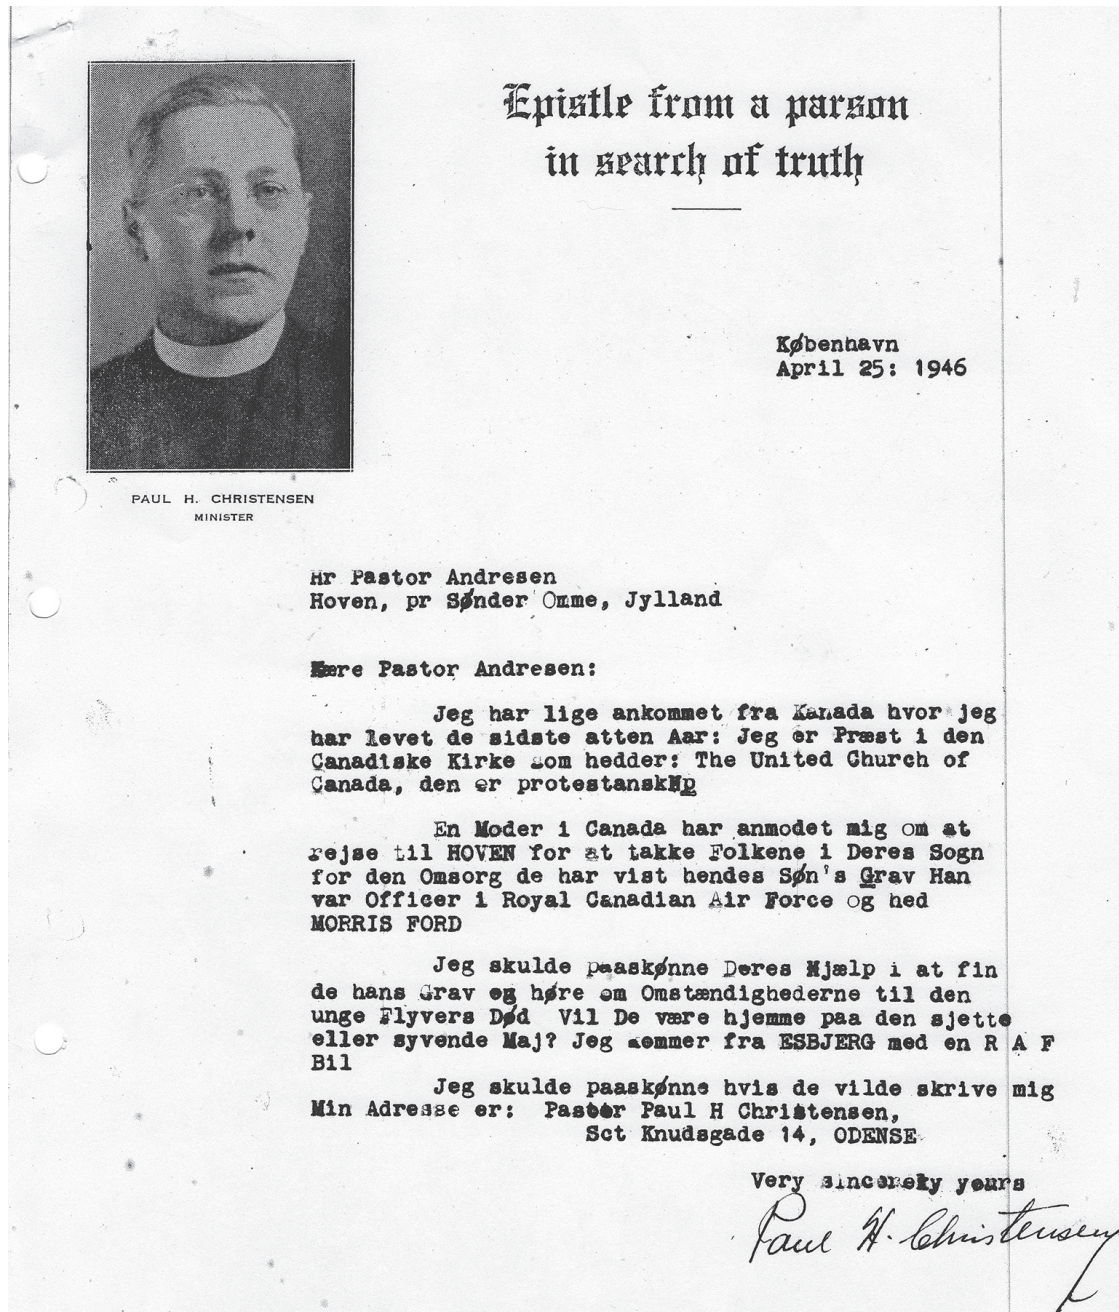 Epistle from a parson
in search of truth
København
April 25: 1946
PAUL H. CHRISTENSEN
MINISTER
Hr Pastor Andresen
Hoven, pr Sønder Omme, Jylland
Kære Pastor Andresen:
Jeg har lige ankommet fra Kanada hvor jeg
har levet de sidste atten Aar: Jeg er Præst i den
Canadiske Kirke som hedder: The United Church of
Canada, den er protestansk
En Moder i Canada har anmodet mig om at
rejse til HOVEN for at takke Folkene i Deres Sogn
for den Omsorg de har vist hendes Søn's Grav Han
var Officer i Royal Canadian Air Force og hed
MORRIS FORD
Jeg skulde paaskønne Deres Hjælp i at fin
de hans Grav og høre om Omstændighederne til den
unge Flyvers Død Vil De være hjemme paa den sjette
eller syvende Maj? Jeg kommer fra ESBJERG med en R A F
Bil
Jeg skulde paaskønne hvis de vilde skrive mig
Min Adresse er: Pastor Paul H Christensen,
Sct Knudsgade 14, ODENSE
Very sincerely yours
Paul H. Christensen